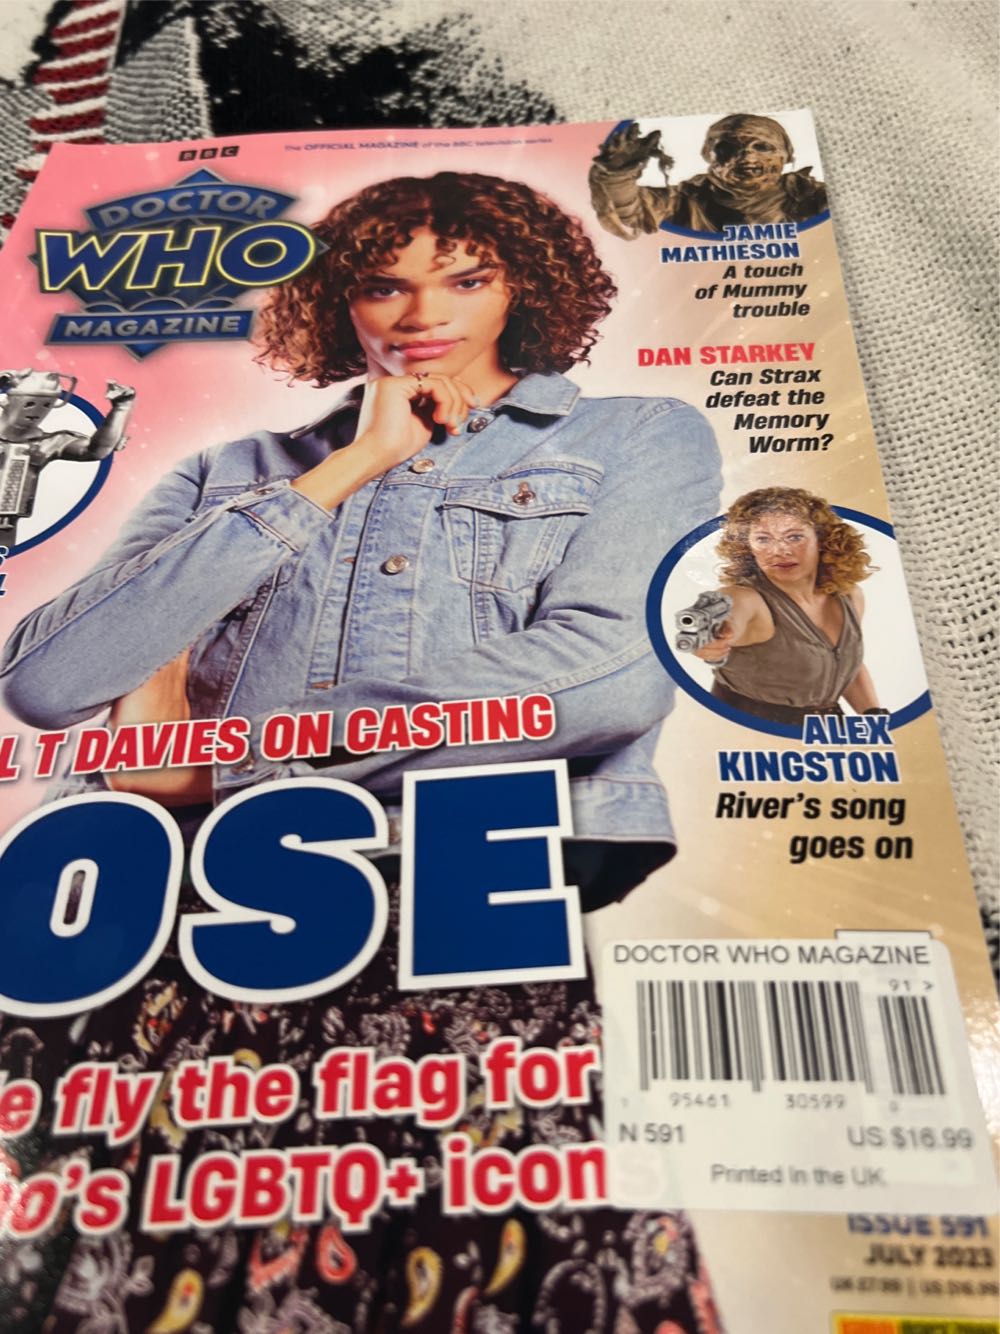 BBC
The OFFICIAL MAGAZINE of the BBC television series
DOCTOR
WHO
MAGAZINE
JAMIE
MATHIESON
A touch
of Mummy
trouble
DAN STARKEY
Can Strax
defeat the
Memory
Worm?
ALEX
KINGSTON
River's song
goes on
L T DAVIES ON CASTING
OSE
e fly the flag for
o's LGBTQ+ icons
DOCTOR WHO MAGAZINE
91 >
95461 30599
N 591 US $16.99
Printed in the UK
ISSUE 591
JULY 2023